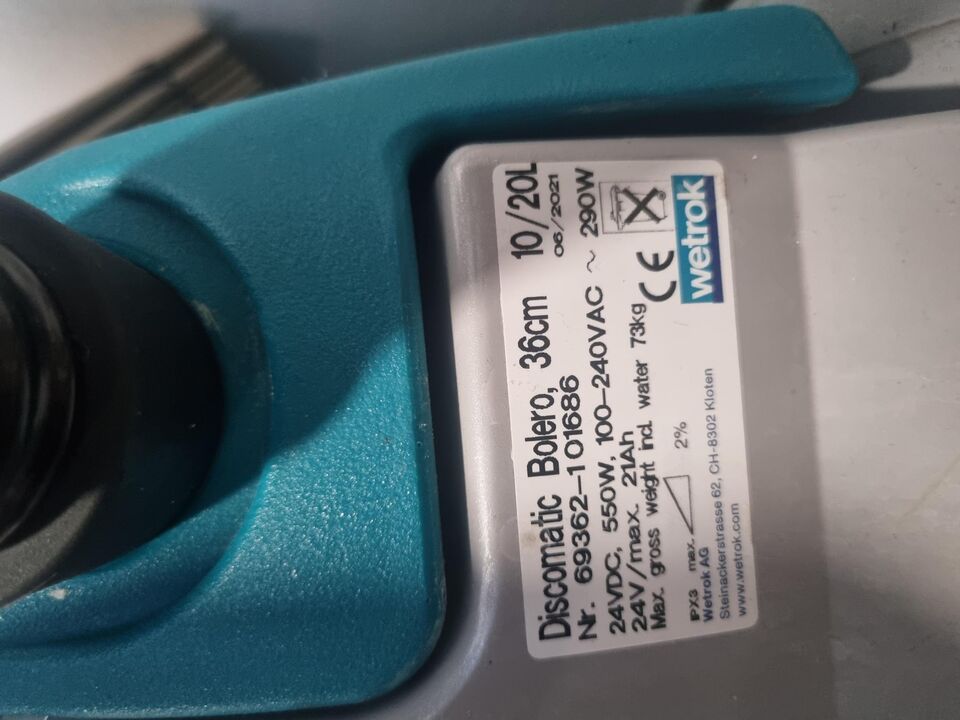 Discomatic Bolero, 36cm 10/20L
Nr. 69362-101686 06/2021
24VDC, 550W, 100-240VAC ~ 290W
24V/max. 21Ah
Max. gross weight incl. water 73kg
CE
IPX3 max. 2%
Wetrok AG
Steinackerstrasse 62, CH-8302 Kloten
www.wetrok.com
wetrok